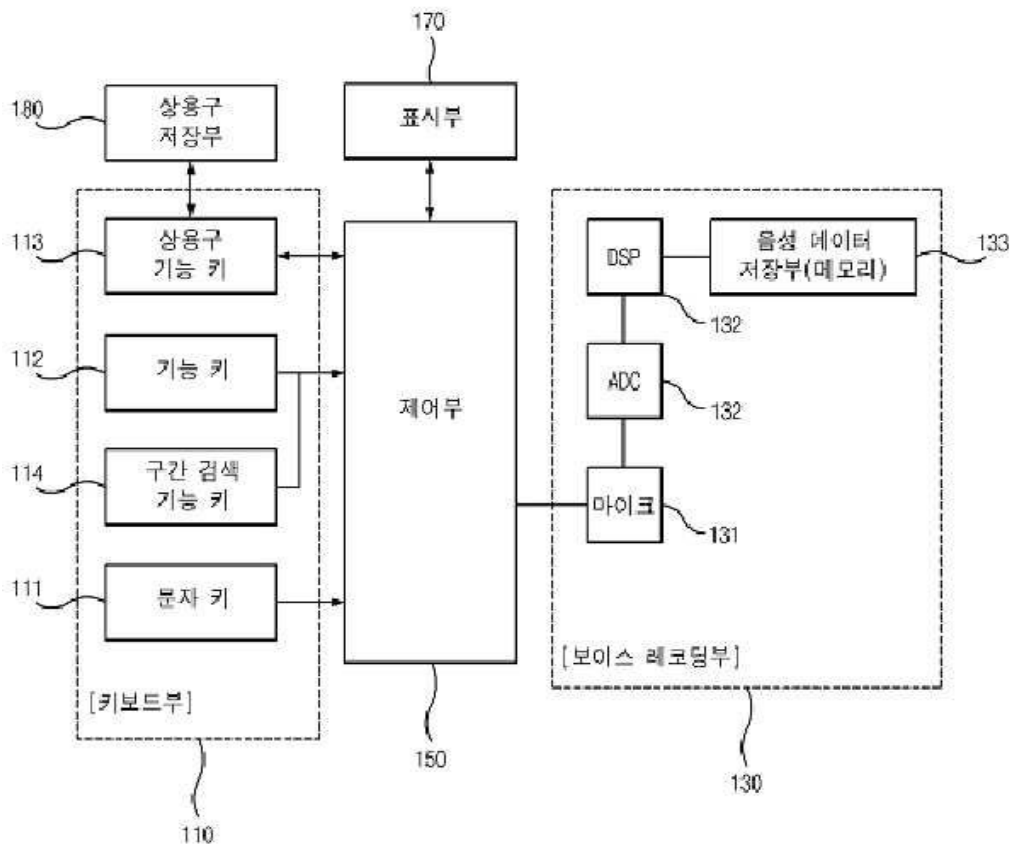 170
180
상용구
저장부
표시부
113
상용구
기능 키
DSP
음성 데이터
저장부(메모리)
133
132
112
기능 키
제어부
ADC
132
114
구간 검색
기능 키
마이크
131
111
문자 키
[보이스 레코딩부]
[키보드부]
150
130
110